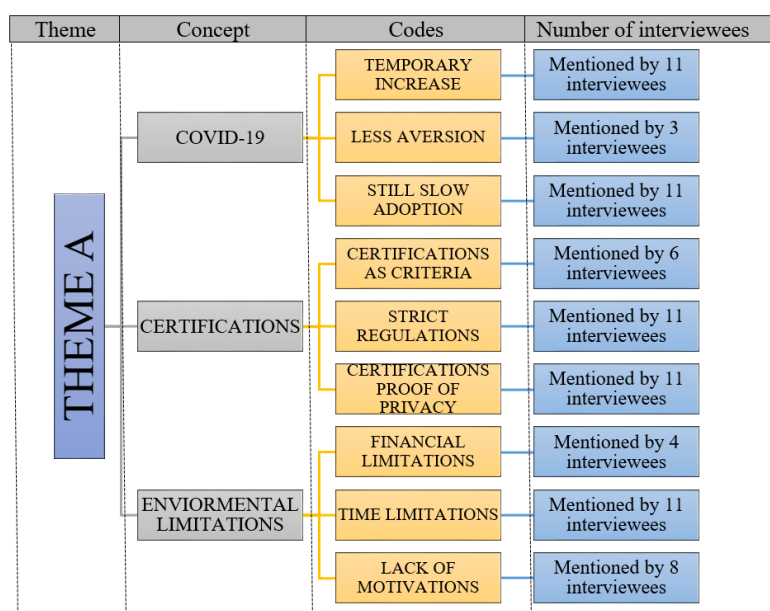 Theme
Concept
Codes
Number of interviewees
THEME A
COVID-19
TEMPORARY
INCREASE
Mentioned by 11
interviewees
LESS AVERSION
Mentioned by 3
interviewees
STILL SLOW
ADOPTION
Mentioned by 11
interviewees
CERTIFICATIONS
CERTIFICATIONS
AS CRITERIA
Mentioned by 6
interviewees
STRICT
REGULATIONS
Mentioned by 11
interviewees
CERTIFICATIONS
PROOF OF
PRIVACY
Mentioned by 11
interviewees
ENVIORMENTAL
LIMITATIONS
FINANCIAL
LIMITATIONS
Mentioned by 4
interviewees
TIME LIMITATIONS
Mentioned by 11
interviewees
LACK OF
MOTIVATIONS
Mentioned by 8
interviewees